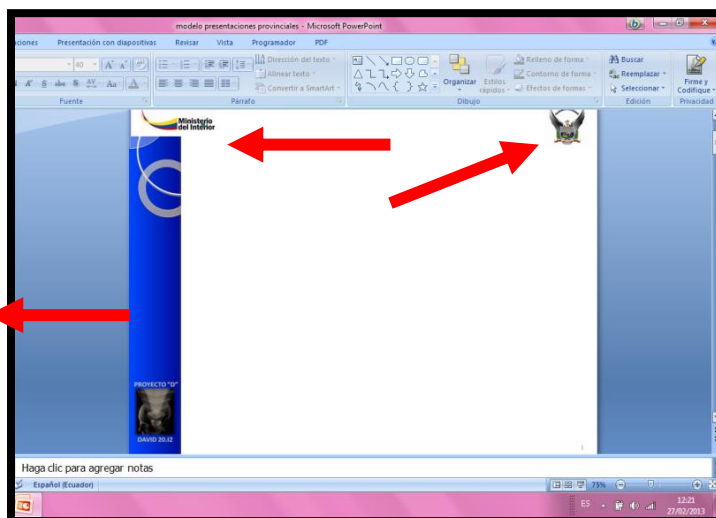 modelo presentaciones provinciales - Microsoft PowerPoint
Presentación con diapositivas Revisar Vista Programador PDF
40
Dirección del texto
Alinear texto
Convertir a SmartArt
Organizar
Estilos rápidos
Relleno de forma
Contorno de forma
Efectos de formas
Buscar
Reemplazar
Seleccionar
Firme y
Codifique
Fuente Párrafo Dibujo Edición Privacidad
Ministerio
del Interior
PROYECTO "D"
DAVID 20.12
Haga clic para agregar notas
Español (Ecuador) 73%
ES 12:21
27/02/2013